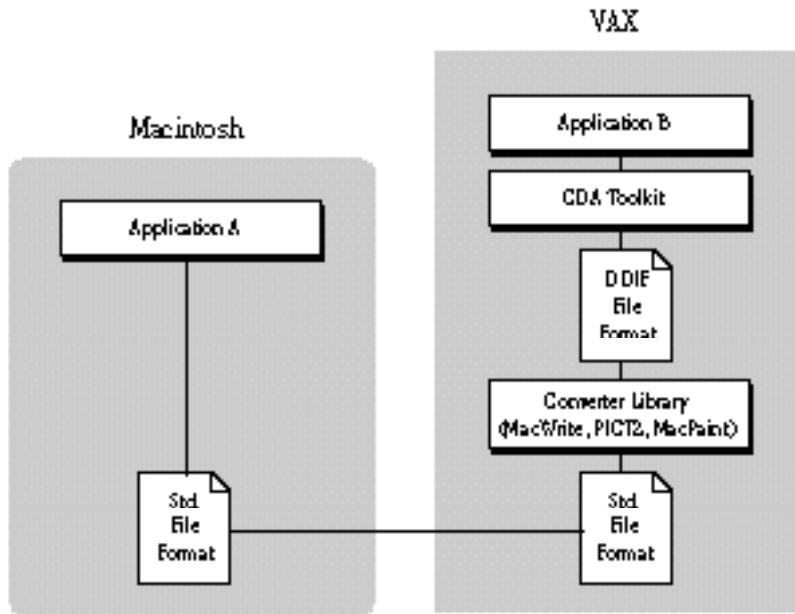 VAX
Macintosh
Application B
CDA Toolkit
Application A
DDIF
File
Format
Converter Library
(MacWrite, PICT2, MacPaint)
Std
File
Format
Std
File
Format